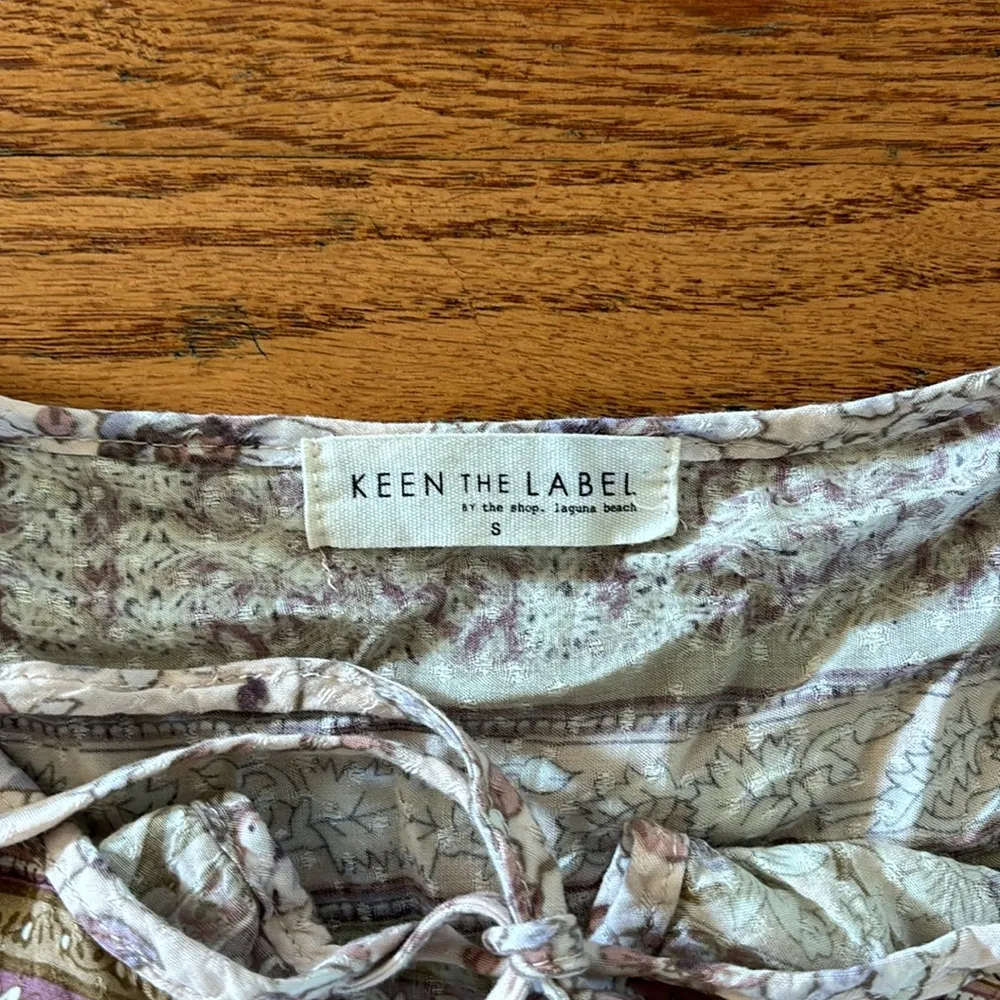 KEEN THE LABEL
BY the shop. laguna beach
S